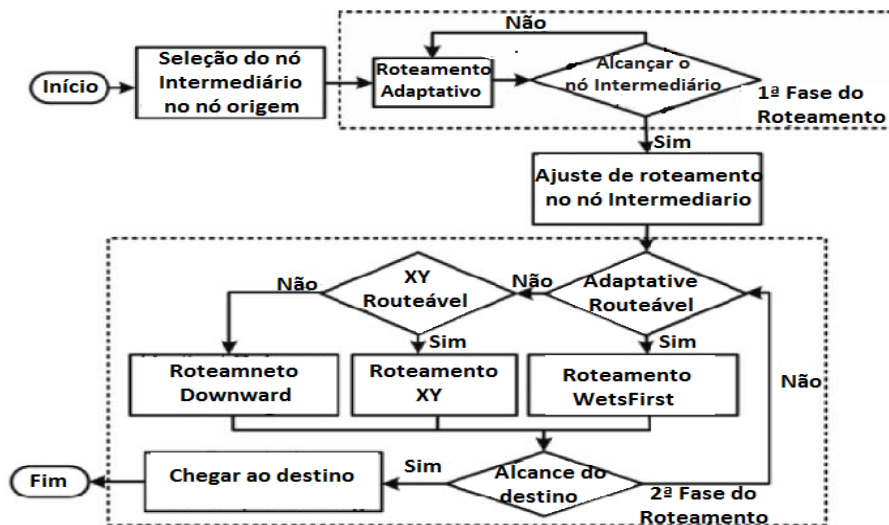 Início
Seleção do nó
Intermediário
no nó origem
Não
Roteamento
Adaptativo
Alcançar o
nó Intermediário
1ª Fase do
Roteamento
Sim
Ajuste de roteamento
no nó Intermediario
Adaptative
Routeável
Não
XY
Routeável
Não
Sim
Sim
Roteamneto
Downward
Roteamento
XY
Roteamento
WetsFirst
Não
Alcance do
destino
Sim
Chegar ao destino
Fim
2ª Fase do
Roteamento